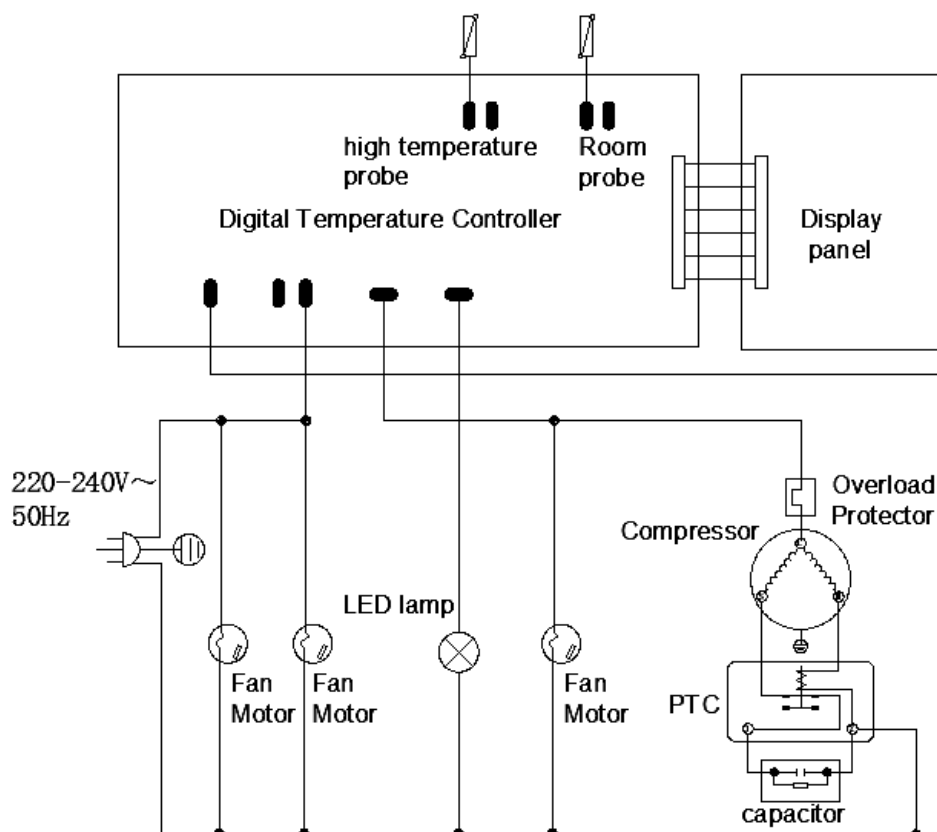 high temperature
probe
Room
probe
Digital Temperature Controller
Display
panel
220-240V~
50Hz
Overload
Protector
Compressor
LED lamp
Fan
Motor
Fan
Motor
Fan
Motor
PTC
capacitor